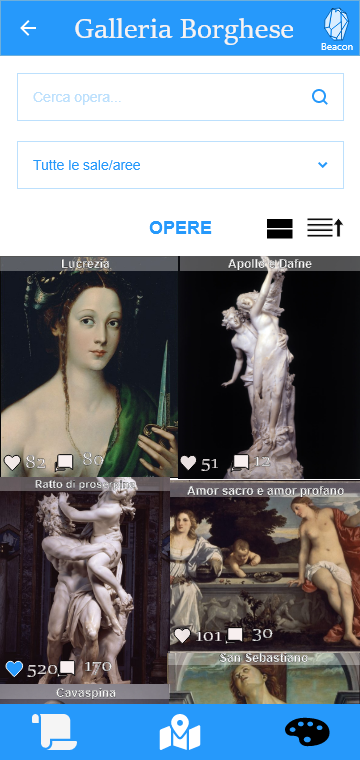 Galleria Borghese
Beacon
Cerca opera...
Tutte le sale/aree
OPERE
Lucrezia
Apollo e Dafne
82 80
51 12
Ratto di proserpina
Amor sacro e amor profano
101 30
San Sebastiano
520 170
Cavaspina